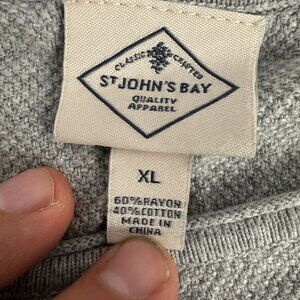 CLASSIC CRAFTED
ST JOHN'S BAY
QUALITY
APPAREL
XL
60% RAYON
40% COTTON
MADE IN
CHINA